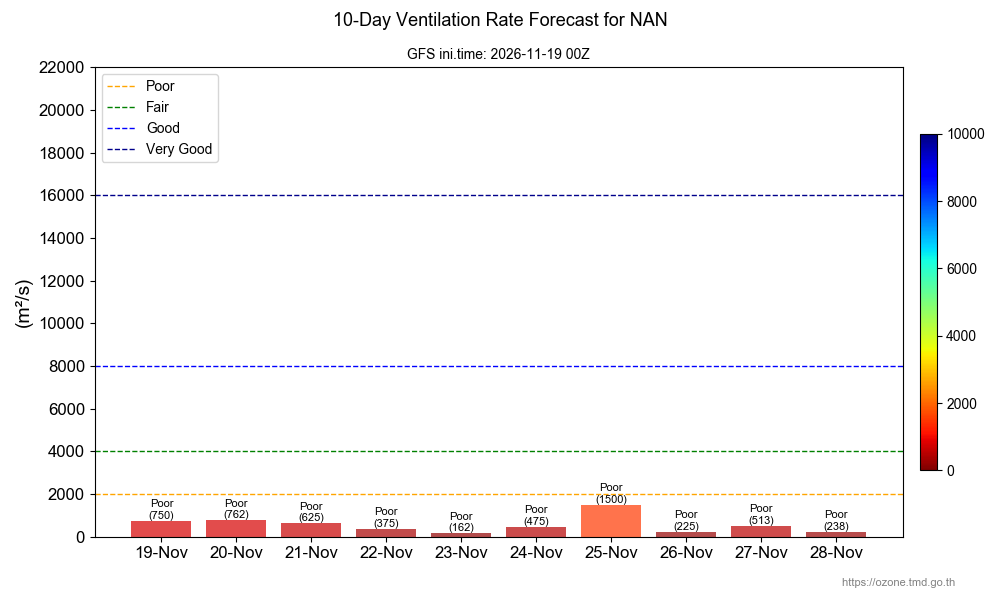 10-Day Ventilation Rate Forecast for NAN
GFS ini.time: 2026-11-19 00Z
(m²/s)
22000
20000
18000
16000
14000
12000
10000
8000
6000
4000
2000
0
Poor
Fair
Good
Very Good
Poor
(750)
Poor
(762)
Poor
(625)
Poor
(375)
Poor
(162)
Poor
(475)
Poor
(1500)
Poor
(225)
Poor
(513)
Poor
(238)
19-Nov 20-Nov 21-Nov 22-Nov 23-Nov 24-Nov 25-Nov 26-Nov 27-Nov 28-Nov
10000
8000
6000
4000
2000
0
https://ozone.tmd.go.th